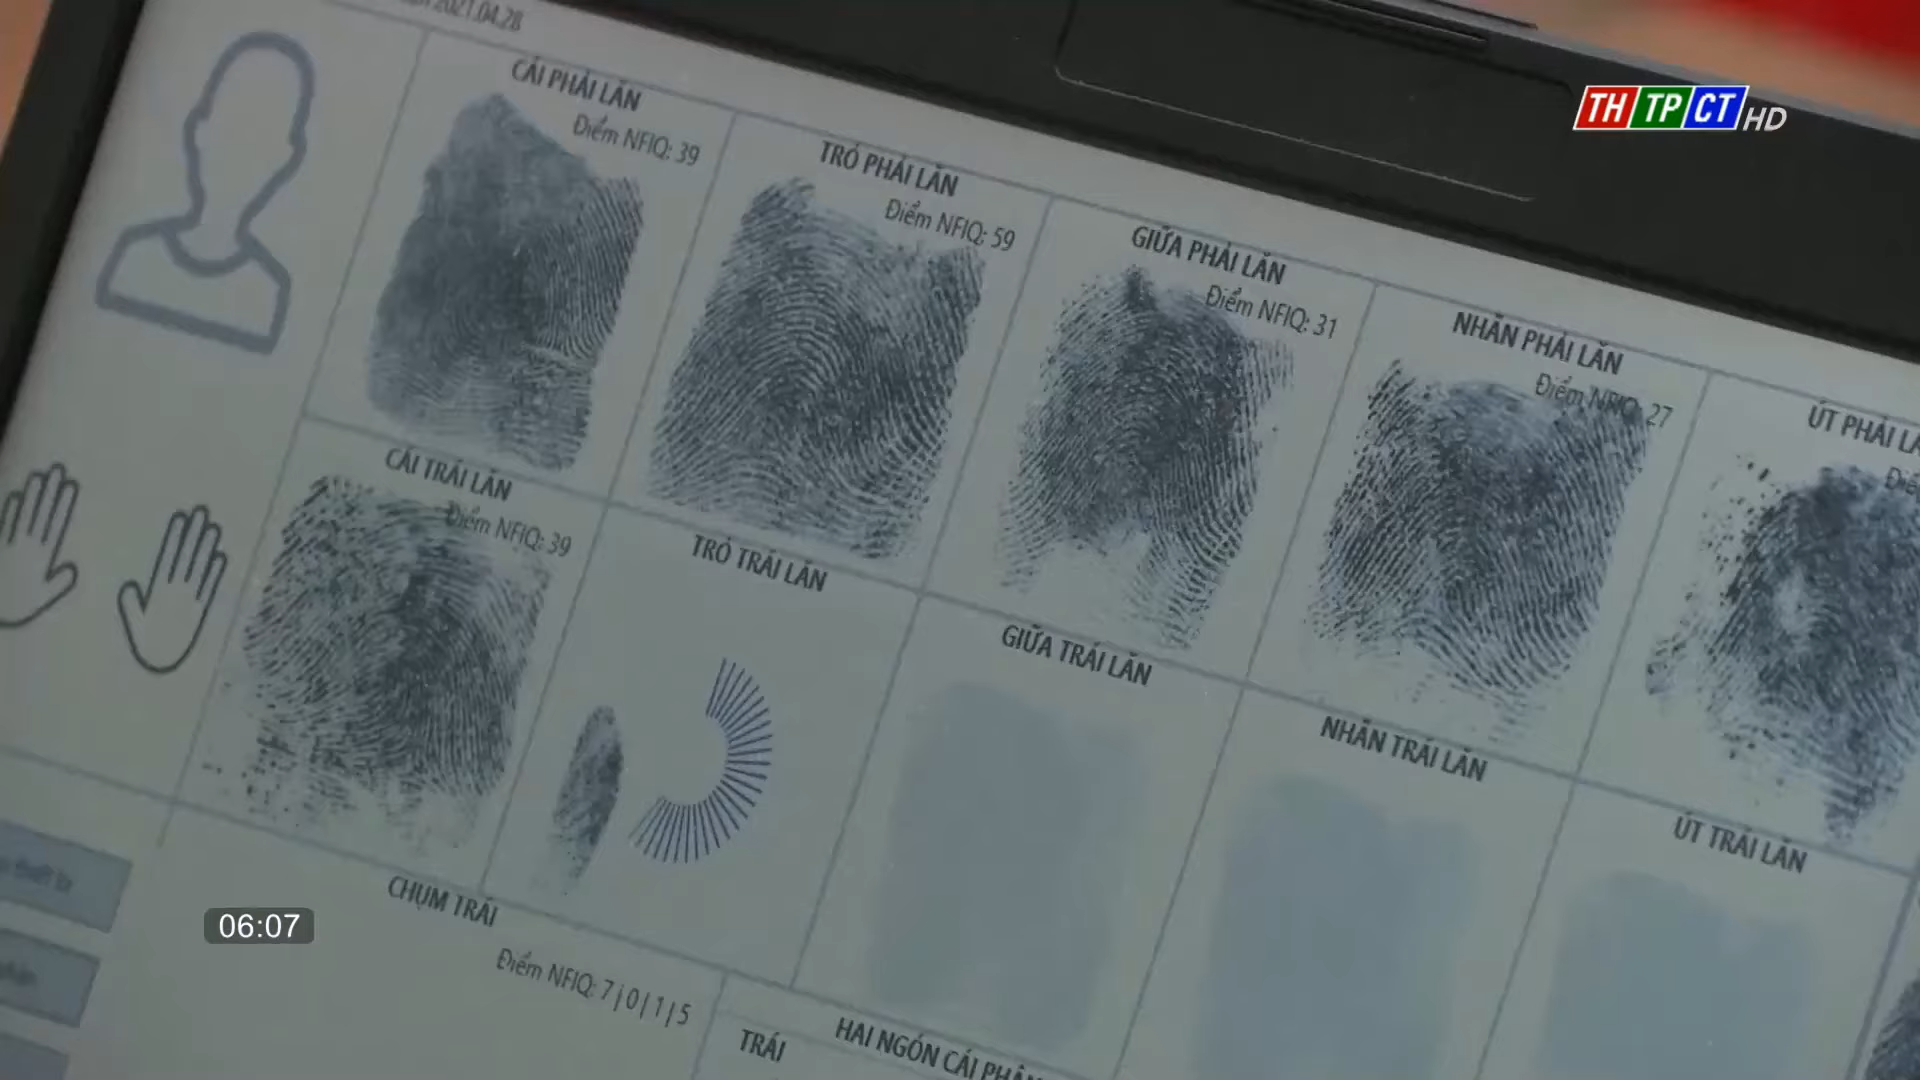 2021.04.28
THTPCT HD
CÁI PHẢI LĂN
Điểm NFIQ: 39
TRỎ PHẢI LĂN
Điểm NFIQ: 59
GIỮA PHẢI LĂN
Điểm NFIQ: 31
NHẪN PHẢI LĂN
Điểm NFIQ: 27
ÚT PHẢI
CÁI TRÁI LĂN
Điểm NFIQ: 39
TRỎ TRÁI LĂN
GIỮA TRÁI LĂN
NHẪN TRÁI LĂN
ÚT TRÁI LĂN
CHỤM TRÁI
Điểm NFIQ: 7|0|1|5
HAI NGÓN CÁI
TRÁI
06:07